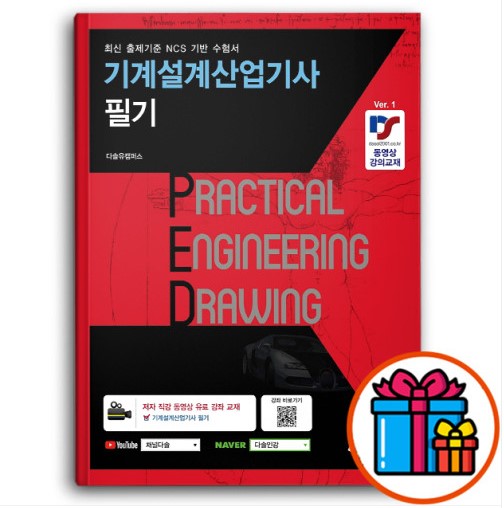 최신 출제기준 NCS 기반 수험서
기계설계산업기사
필기
다솔유캠퍼스
Ver. 1
DS
동영상
강의교재
PRACTICAL
ENGINEERING
DRAWING
저자 직강 동영상 유료 강좌 교재
기계설계산업기사 필기
강좌 바로가기
YouTube 채널다솔
NAVER 다솔인강